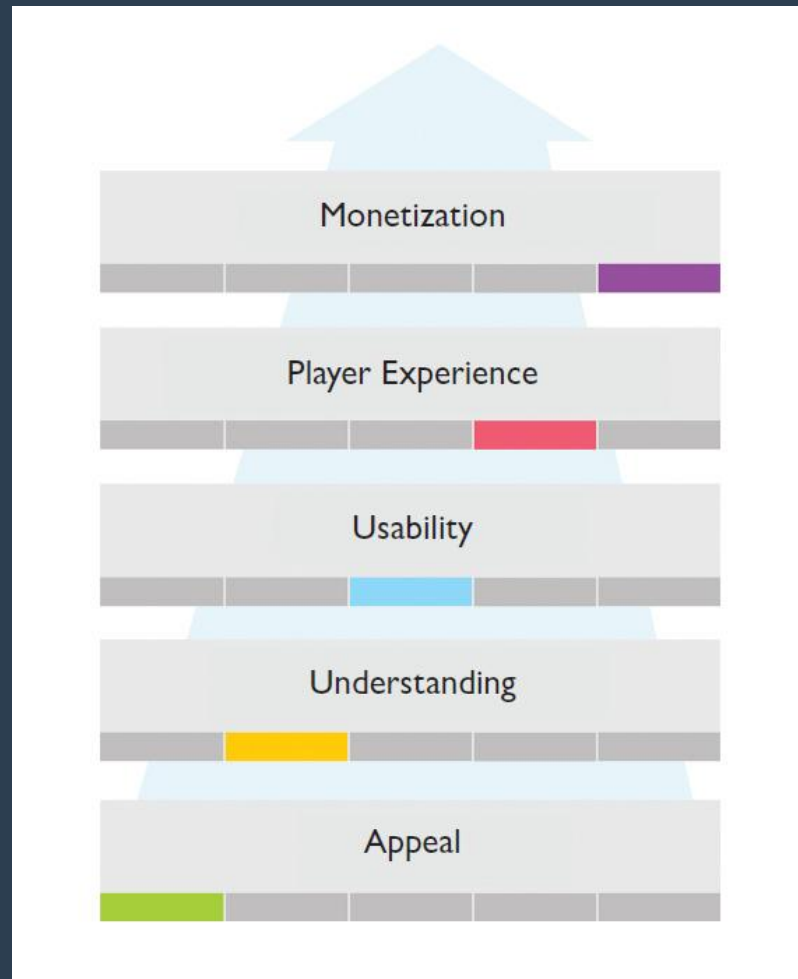 Monetization
Player Experience
Usability
Understanding
Appeal